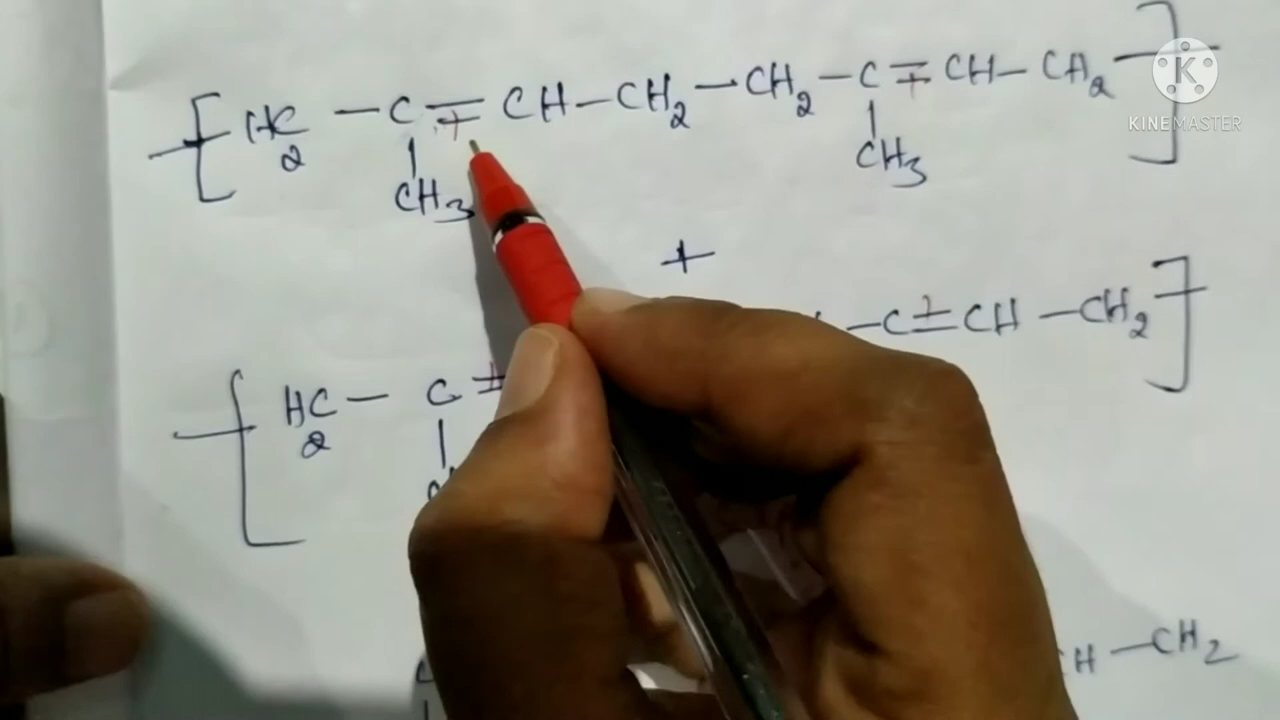 [ H2C — C = CH — CH2 — CH2 — C = CH — CH2 ]
CH3 CH3
+
[ H2C — C = — C = CH — CH2 ]
— CH2
K
KINEMASTER